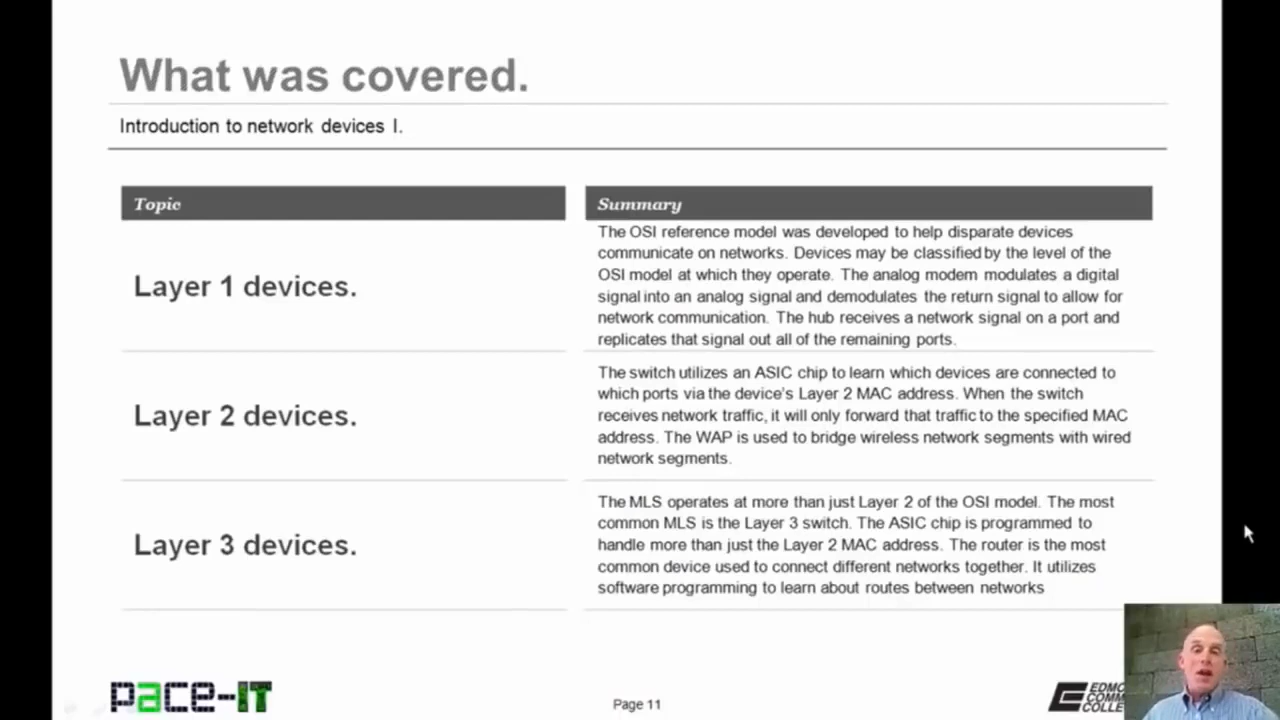 What was covered.
Introduction to network devices I.
Topic
Summary
Layer 1 devices.
The OSI reference model was developed to help disparate devices
communicate on networks. Devices may be classified by the level of the
OSI model at which they operate. The analog modem modulates a digital
signal into an analog signal and demodulates the return signal to allow for
network communication. The hub receives a network signal on a port and
replicates that signal out all of the remaining ports.
Layer 2 devices.
The switch utilizes an ASIC chip to learn which devices are connected to
which ports via the device's Layer 2 MAC address. When the switch
receives network traffic, it will only forward that traffic to the specified MAC
address. The WAP is used to bridge wireless network segments with wired
network segments.
Layer 3 devices.
The MLS operates at more than just Layer 2 of the OSI model. The most
common MLS is the Layer 3 switch. The ASIC chip is programmed to
handle more than just the Layer 2 MAC address. The router is the most
common device used to connect different networks together. It utilizes
software programming to learn about routes between networks
pace-IT
Page 11
EDMO
COMM
COLLE